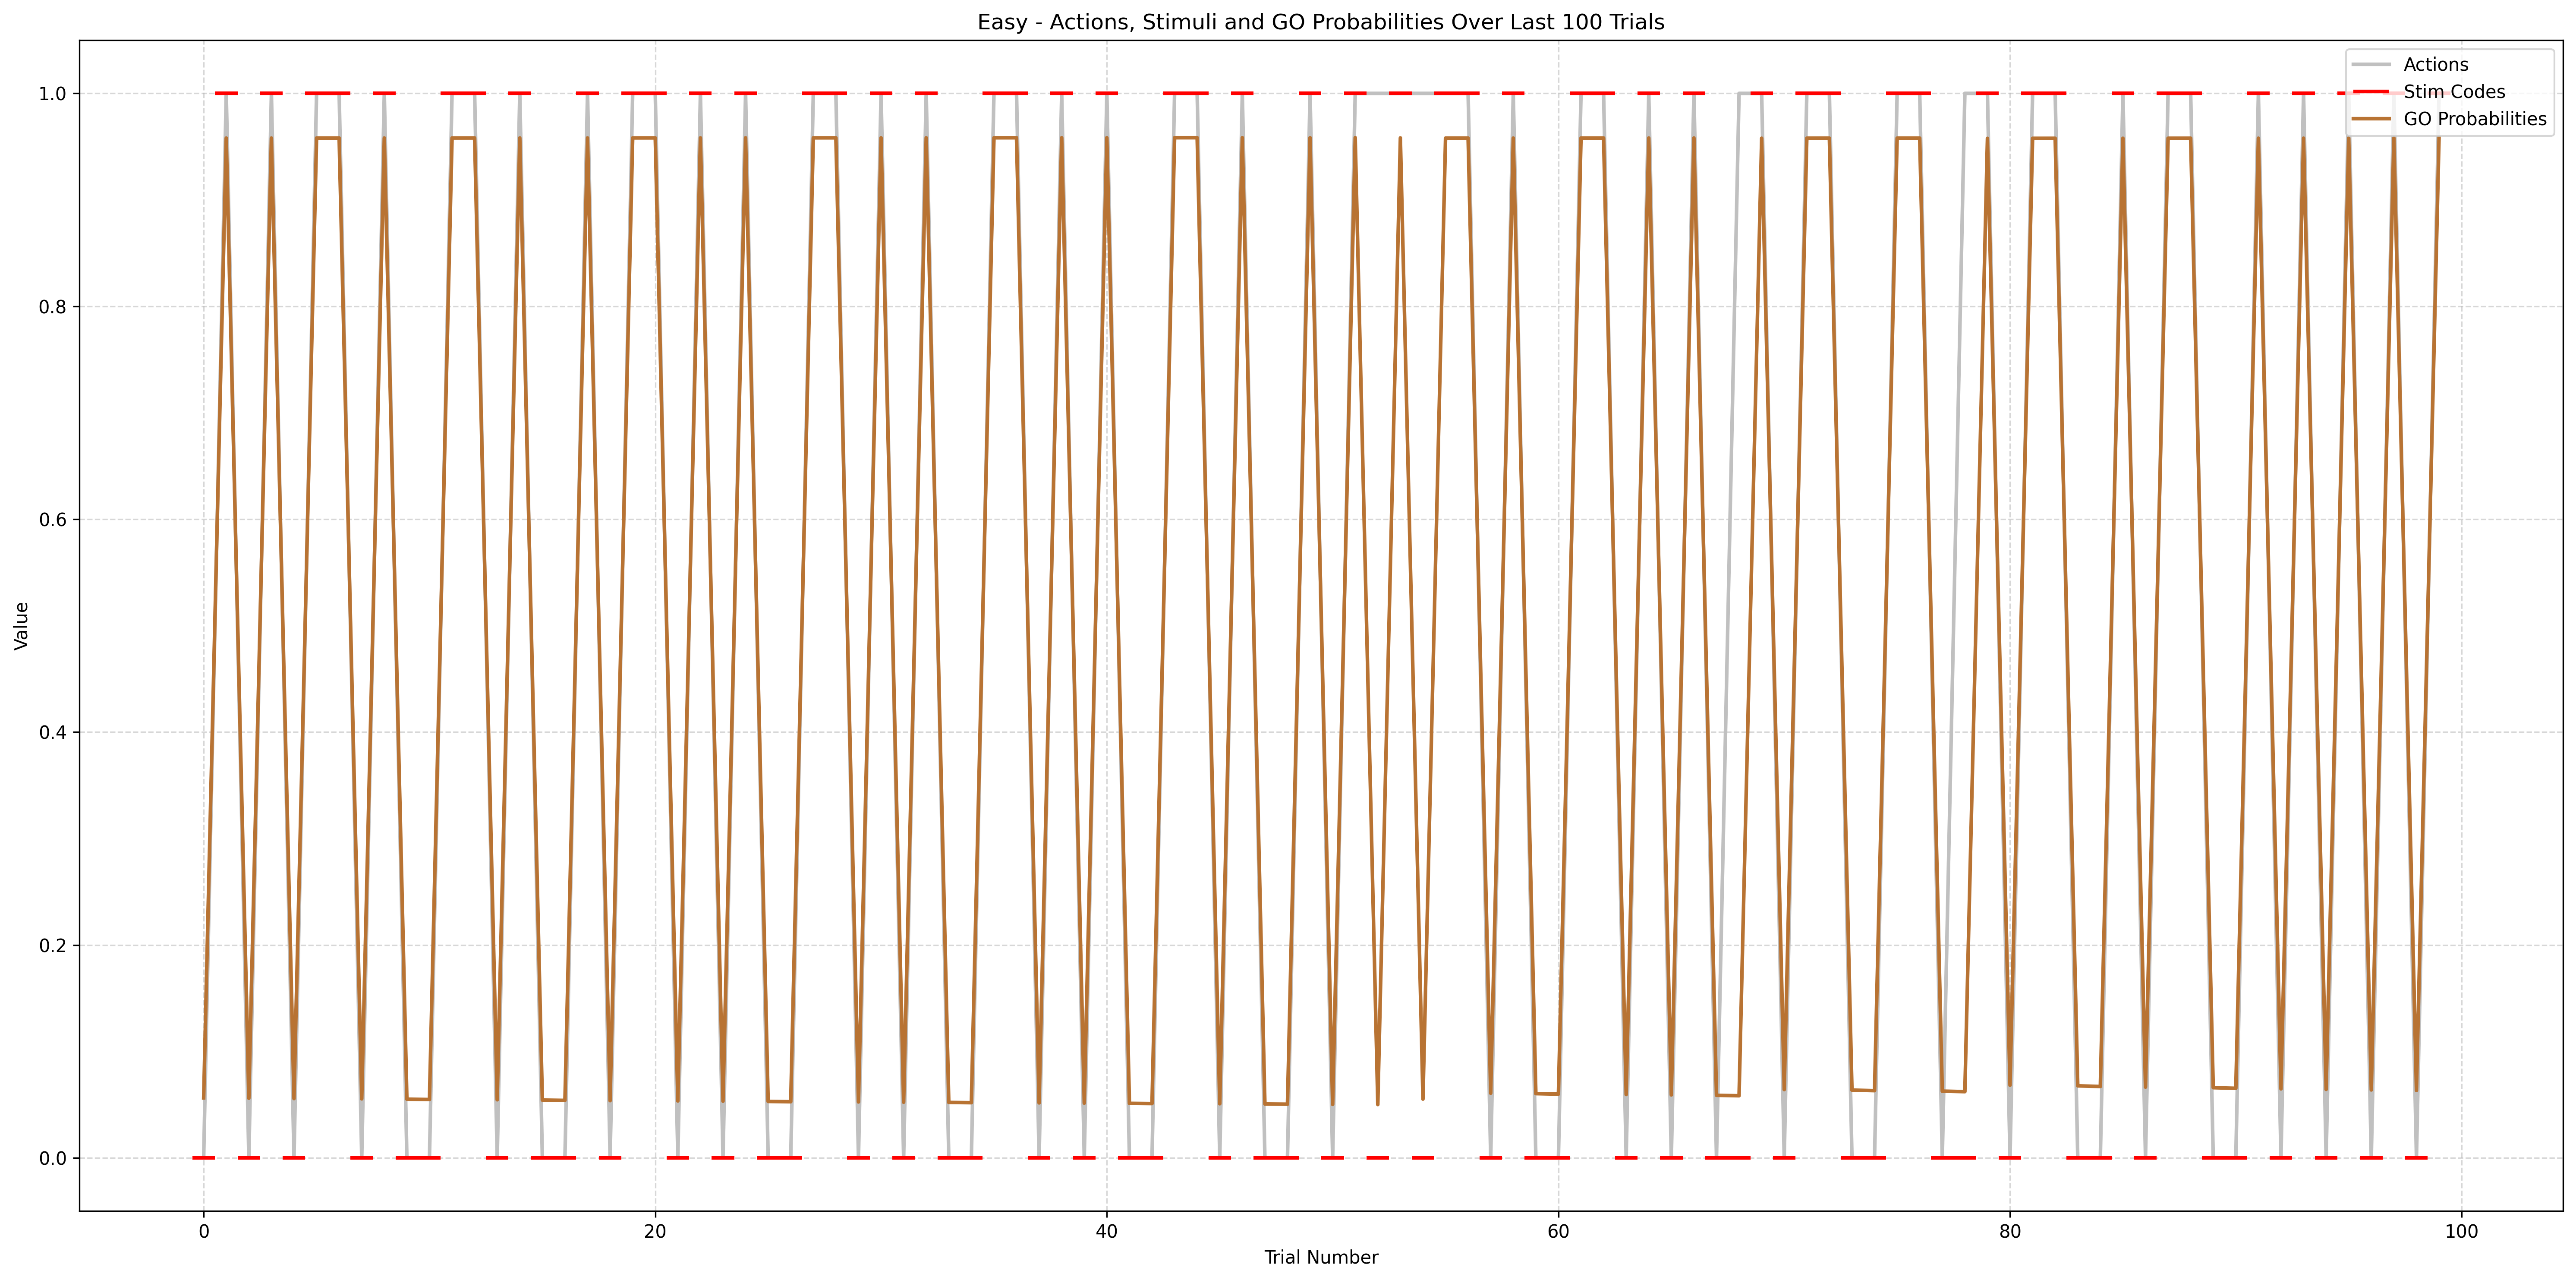 Easy - Actions, Stimuli and GO Probabilities Over Last 100 Trials
1.0
0.8
0.6
0.4
0.2
0.0
Value
0 20 40 60 80 100
Trial Number
Actions
Stim Codes
GO Probabilities